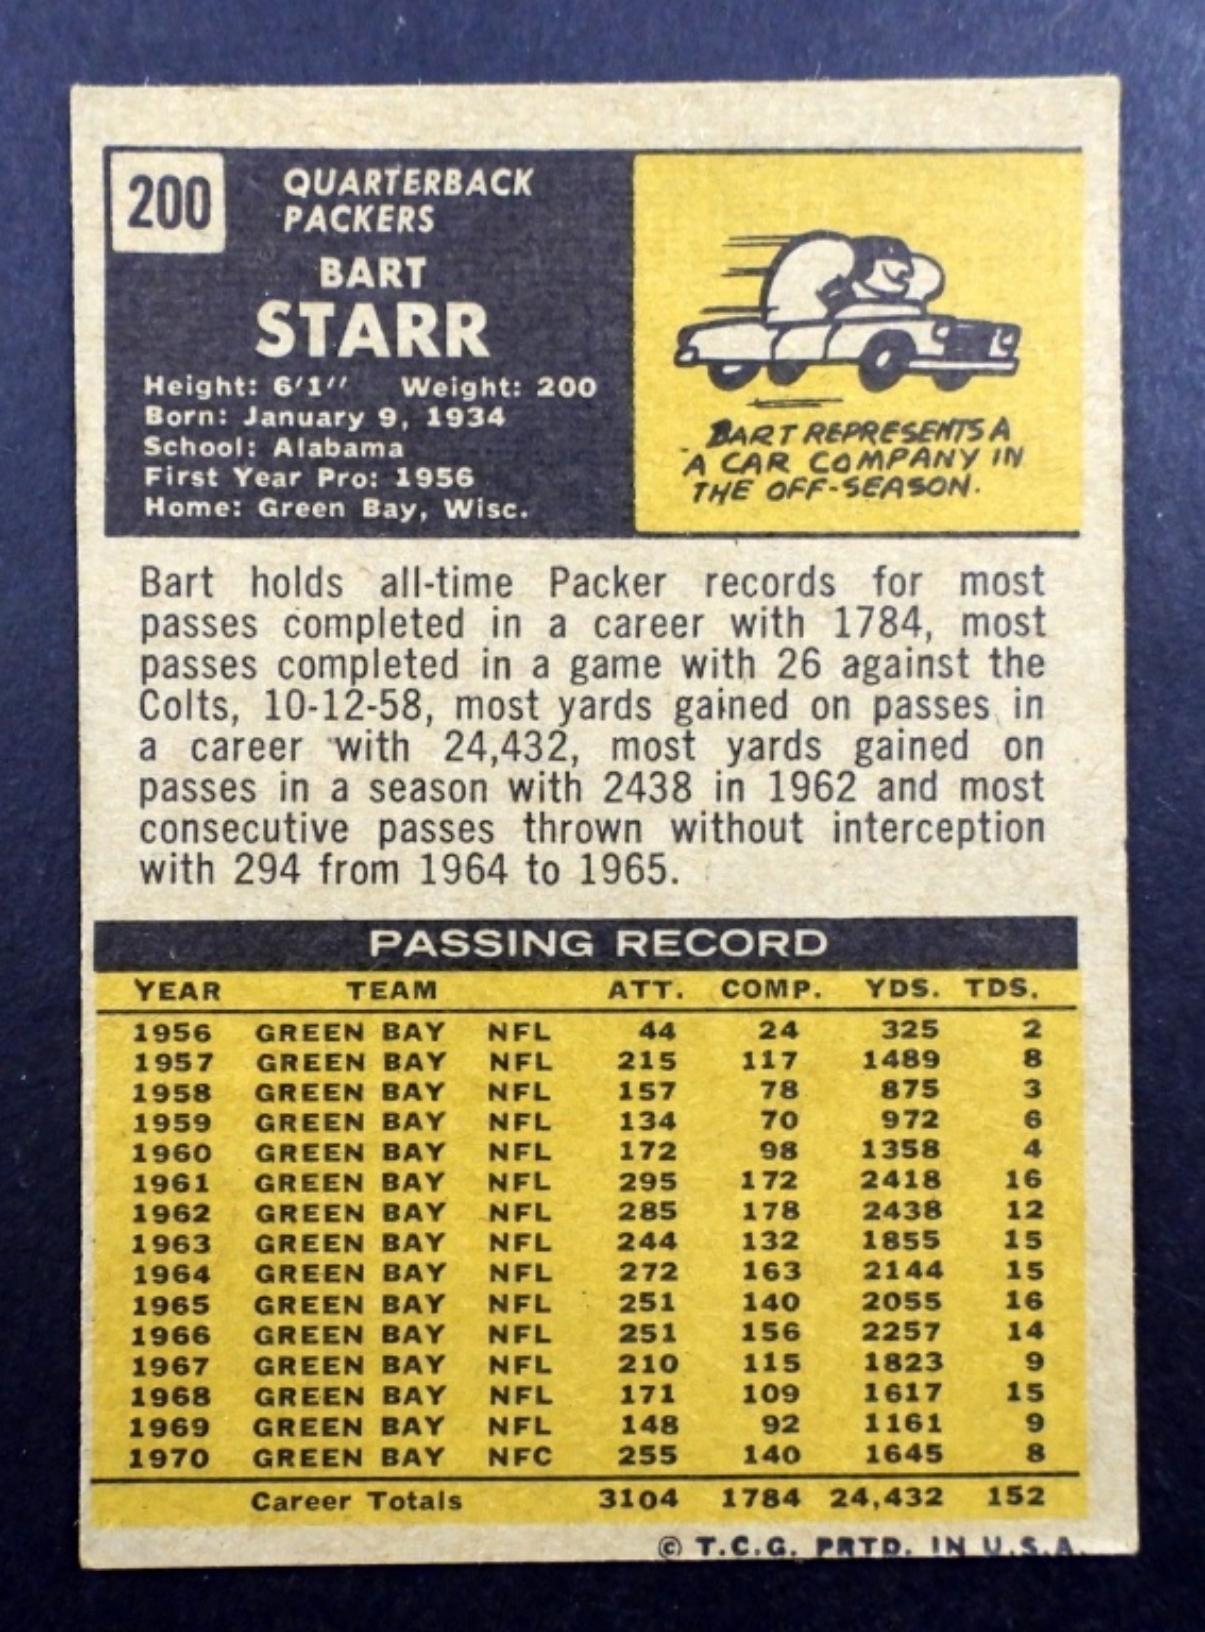 200
QUARTERBACK
PACKERS
BART
STARR
Height: 6'1" Weight: 200
Born: January 9, 1934
School: Alabama
First Year Pro: 1956
Home: Green Bay, Wisc.
BART REPRESENTS A
A CAR COMPANY IN
THE OFF-SEASON.
Bart holds all-time Packer records for most
passes completed in a career with 1784, most
passes completed in a game with 26 against the
Colts, 10-12-58, most yards gained on passes in
a career with 24,432, most yards gained on
passes in a season with 2438 in 1962 and most
consecutive passes thrown without interception
with 294 from 1964 to 1965.
PASSING RECORD
YEAR TEAM ATT. COMP. YDS. TDS.
1956 GREEN BAY NFL 44 24 325 2
1957 GREEN BAY NFL 215 117 1489 8
1958 GREEN BAY NFL 157 78 875 3
1959 GREEN BAY NFL 134 70 972 6
1960 GREEN BAY NFL 172 98 1358 4
1961 GREEN BAY NFL 295 172 2418 16
1962 GREEN BAY NFL 285 178 2438 12
1963 GREEN BAY NFL 244 132 1855 15
1964 GREEN BAY NFL 272 163 2144 15
1965 GREEN BAY NFL 251 140 2055 16
1966 GREEN BAY NFL 251 156 2257 14
1967 GREEN BAY NFL 210 115 1823 9
1968 GREEN BAY NFL 171 109 1617 15
1969 GREEN BAY NFL 148 92 1161 9
1970 GREEN BAY NFC 255 140 1645 8
Career Totals 3104 1784 24,432 152
© T.C.G. PRTD. IN U.S.A.